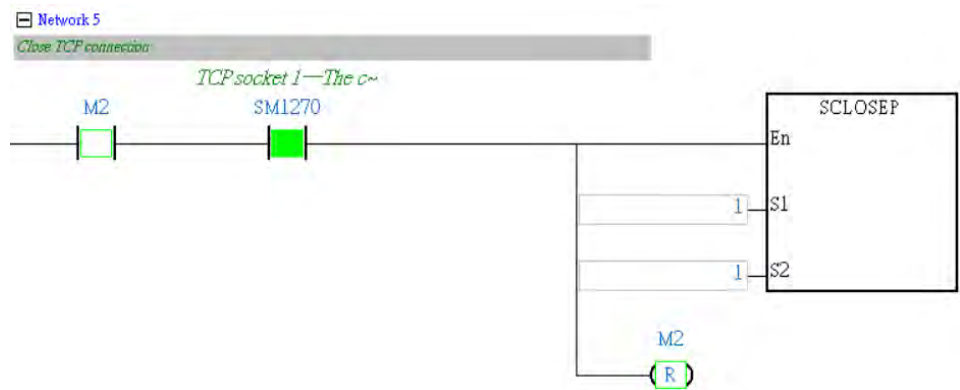 Network 5
Close TCP connection
TCP socket 1—The c~
M2
SM1270
SCLOSEP
En
1
S1
1
S2
M2
R